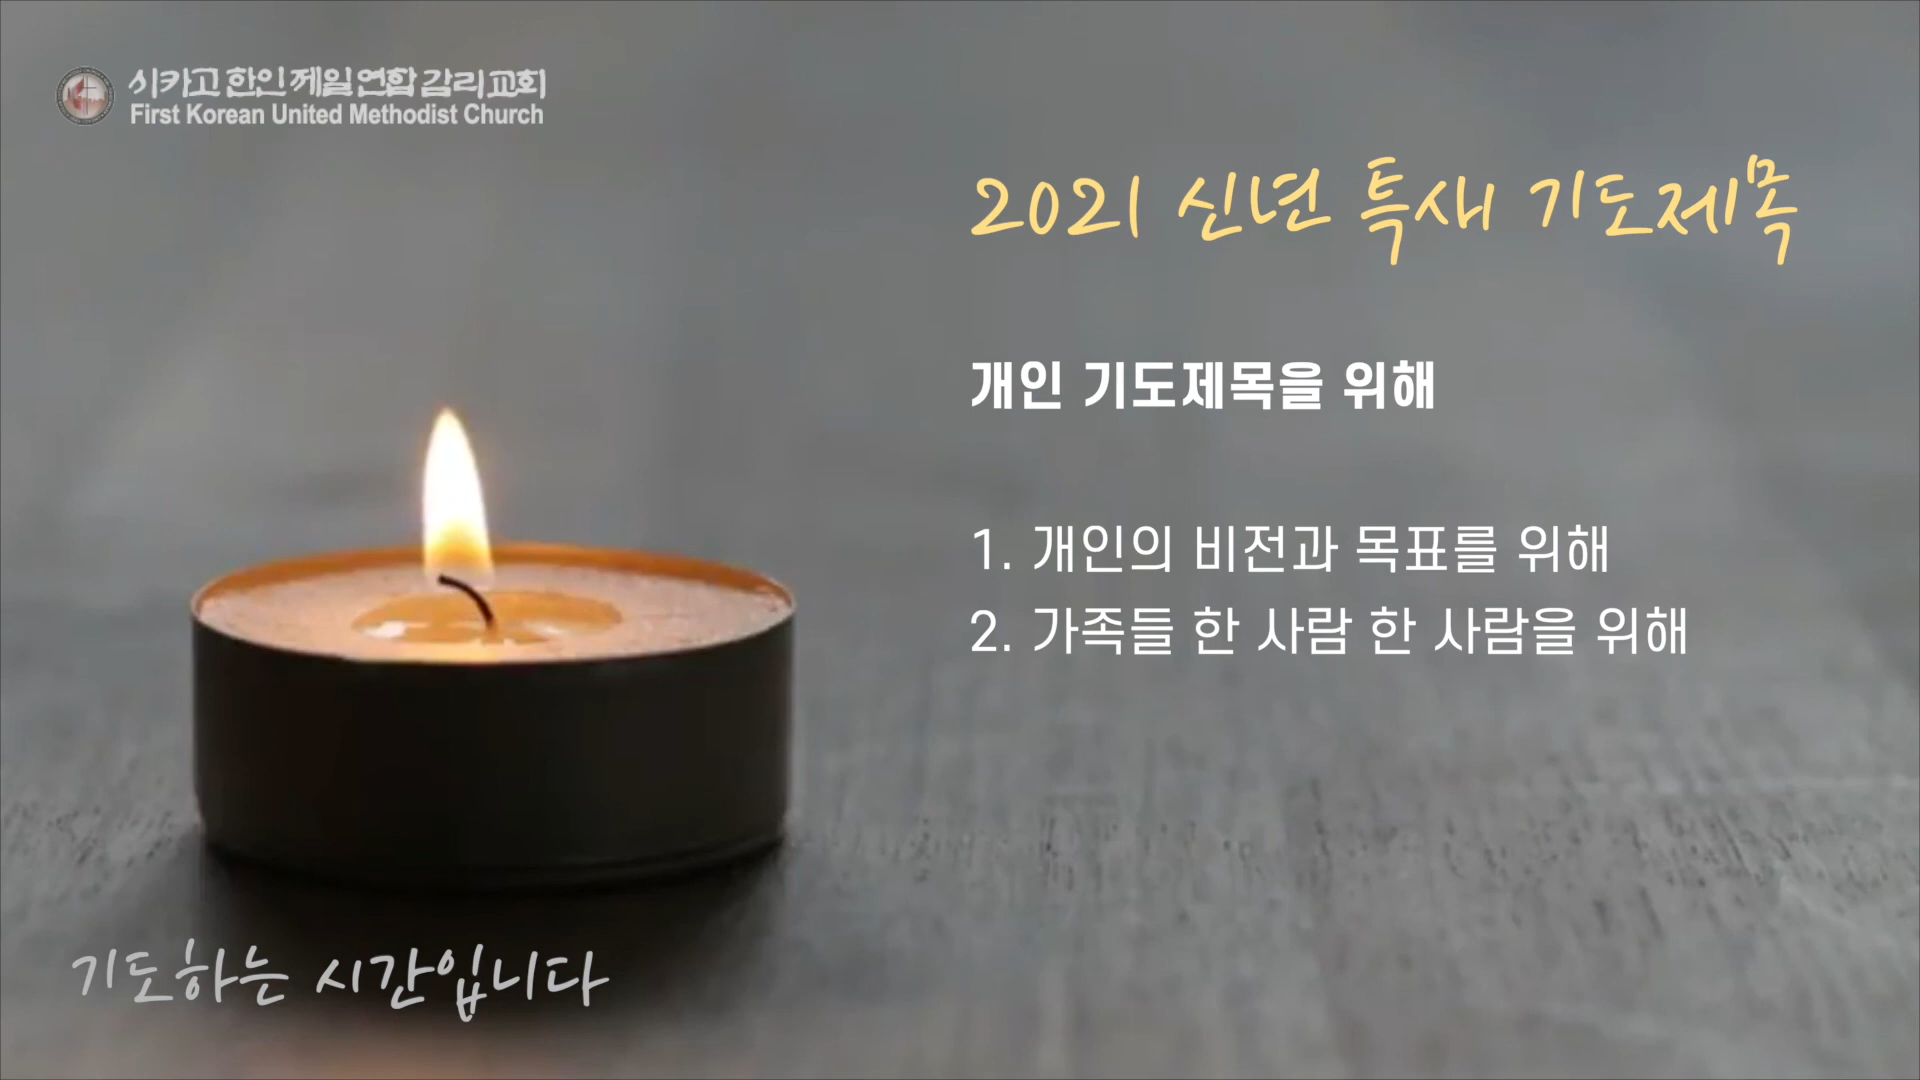 시카고 한인 제일 연합 감리 교회
First Korean United Methodist Church
2021 신년 특새 기도제목
개인 기도제목을 위해
1. 개인의 비전과 목표를 위해
2. 가족들 한 사람 한 사람을 위해
기도하는 시간입니다